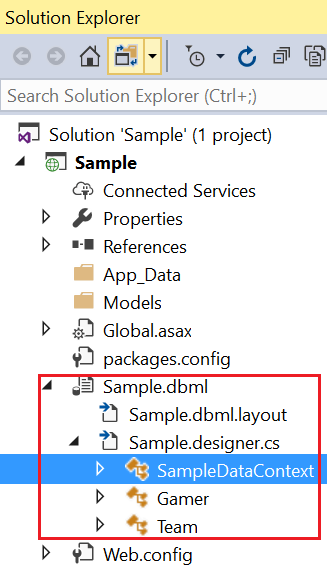 Solution Explorer
Search Solution Explorer (Ctrl+;)
Solution 'Sample' (1 project)
Sample
Connected Services
Properties
References
App_Data
Models
Global.asax
packages.config
Sample.dbml
Sample.dbml.layout
Sample.designer.cs
SampleDataContext
Gamer
Team
Web.config